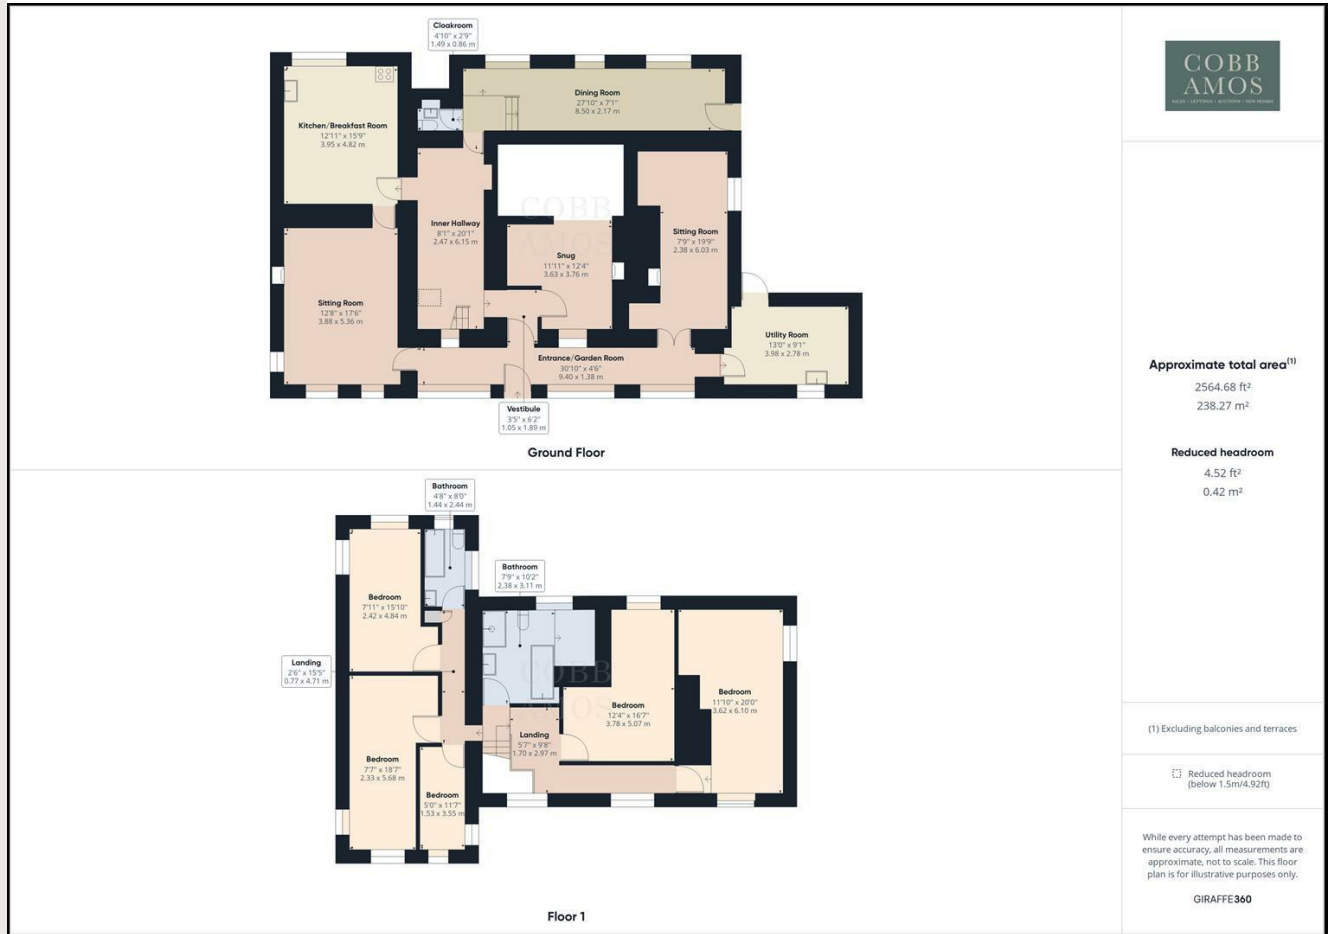 Cloakroom
4'10" x 2'9"
1.49 x 0.86 m
Kitchen/Breakfast Room
12'11" x 15'9"
3.95 x 4.82 m
Dining Room
27'10" x 7'1"
8.50 x 2.17 m
Inner Hallway
8'1" x 20'1"
2.47 x 6.15 m
COBB
AMOS
Snug
11'11" x 12'4"
3.63 x 3.76 m
Sitting Room
7'9" x 19'9"
2.38 x 6.03 m
Sitting Room
12'8" x 17'6"
3.88 x 5.36 m
Utility Room
13'0" x 9'1"
3.98 x 2.78 m
Entrance/Garden Room
30'10" x 4'6"
9.40 x 1.38 m
Vestibule
3'5" x 6'2"
1.05 x 1.89 m
Ground Floor
Bathroom
4'8" x 8'0"
1.44 x 2.44 m
Bathroom
7'9" x 10'2"
2.38 x 3.11 m
Bedroom
7'11" x 15'10"
2.42 x 4.84 m
Landing
2'6" x 15'5"
0.77 x 4.71 m
COBB
AMOS
Bedroom
12'4" x 16'7"
3.78 x 5.07 m
Bedroom
11'10" x 20'0"
3.62 x 6.10 m
Landing
5'7" x 9'8"
1.70 x 2.97 m
Bedroom
7'7" x 18'7"
2.33 x 5.68 m
Bedroom
5'0" x 11'7"
1.53 x 3.55 m
Floor 1
COBB
AMOS
SALES | LETTINGS | AUCTIONS | NEW HOMES
Approximate total area(1)
2564.68 ft²
238.27 m²
Reduced headroom
4.52 ft²
0.42 m²
(1) Excluding balconies and terraces
Reduced headroom
(below 1.5m/4.92ft)
While every attempt has been made to
ensure accuracy, all measurements are
approximate, not to scale. This floor
plan is for illustrative purposes only.
GIRAFFE360